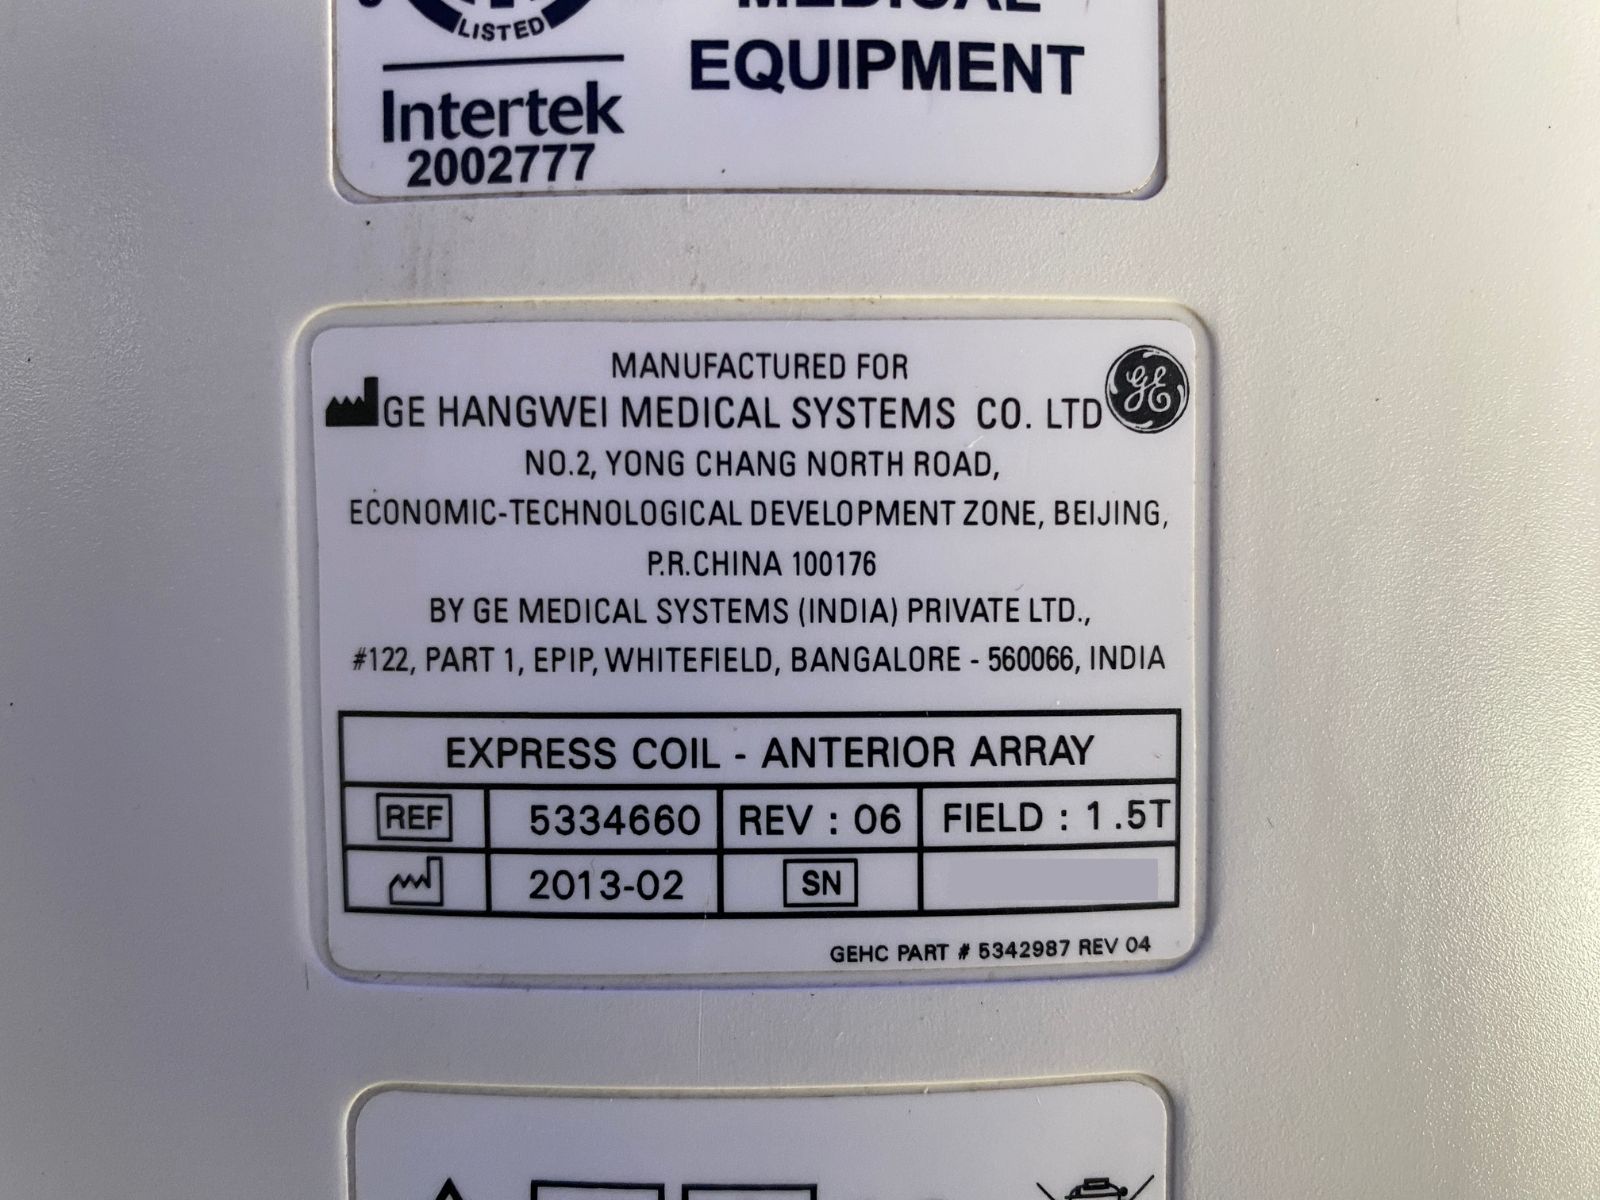 LISTED
Intertek
2002777
MEDICAL
EQUIPMENT
MANUFACTURED FOR
GE HANGWEI MEDICAL SYSTEMS CO. LTD
GE
NO.2, YONG CHANG NORTH ROAD,
ECONOMIC-TECHNOLOGICAL DEVELOPMENT ZONE, BEIJING,
P.R.CHINA 100176
BY GE MEDICAL SYSTEMS (INDIA) PRIVATE LTD.,
#122, PART 1, EPIP, WHITEFIELD, BANGALORE - 560066, INDIA
EXPRESS COIL - ANTERIOR ARRAY
REF 5334660 REV : 06 FIELD : 1.5T
2013-02 SN
GEHC PART # 5342987 REV 04